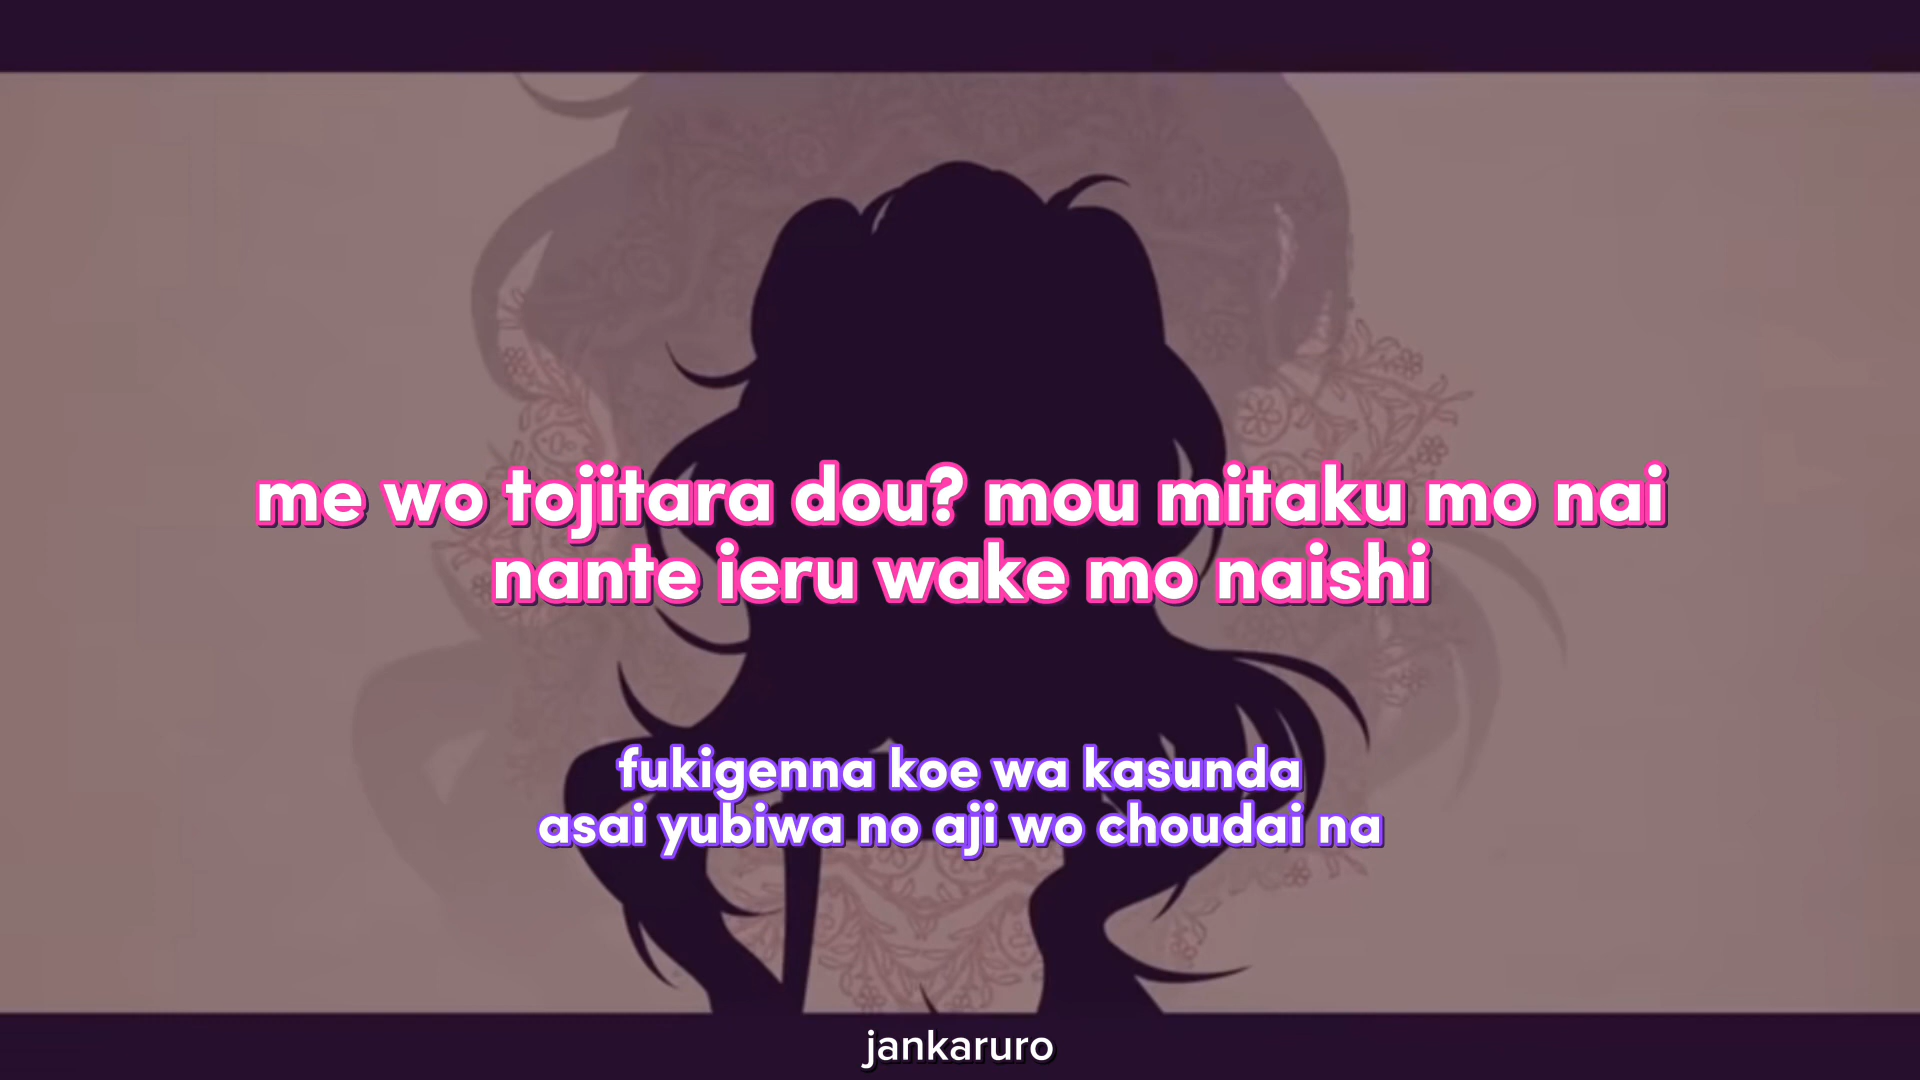 me wo tojitara dou? mou mitaku mo nai
nante ieru wake mo naishi
fukigenna koe wa kasunda
asai yubiwa no aji wo choudai na
jankaruro